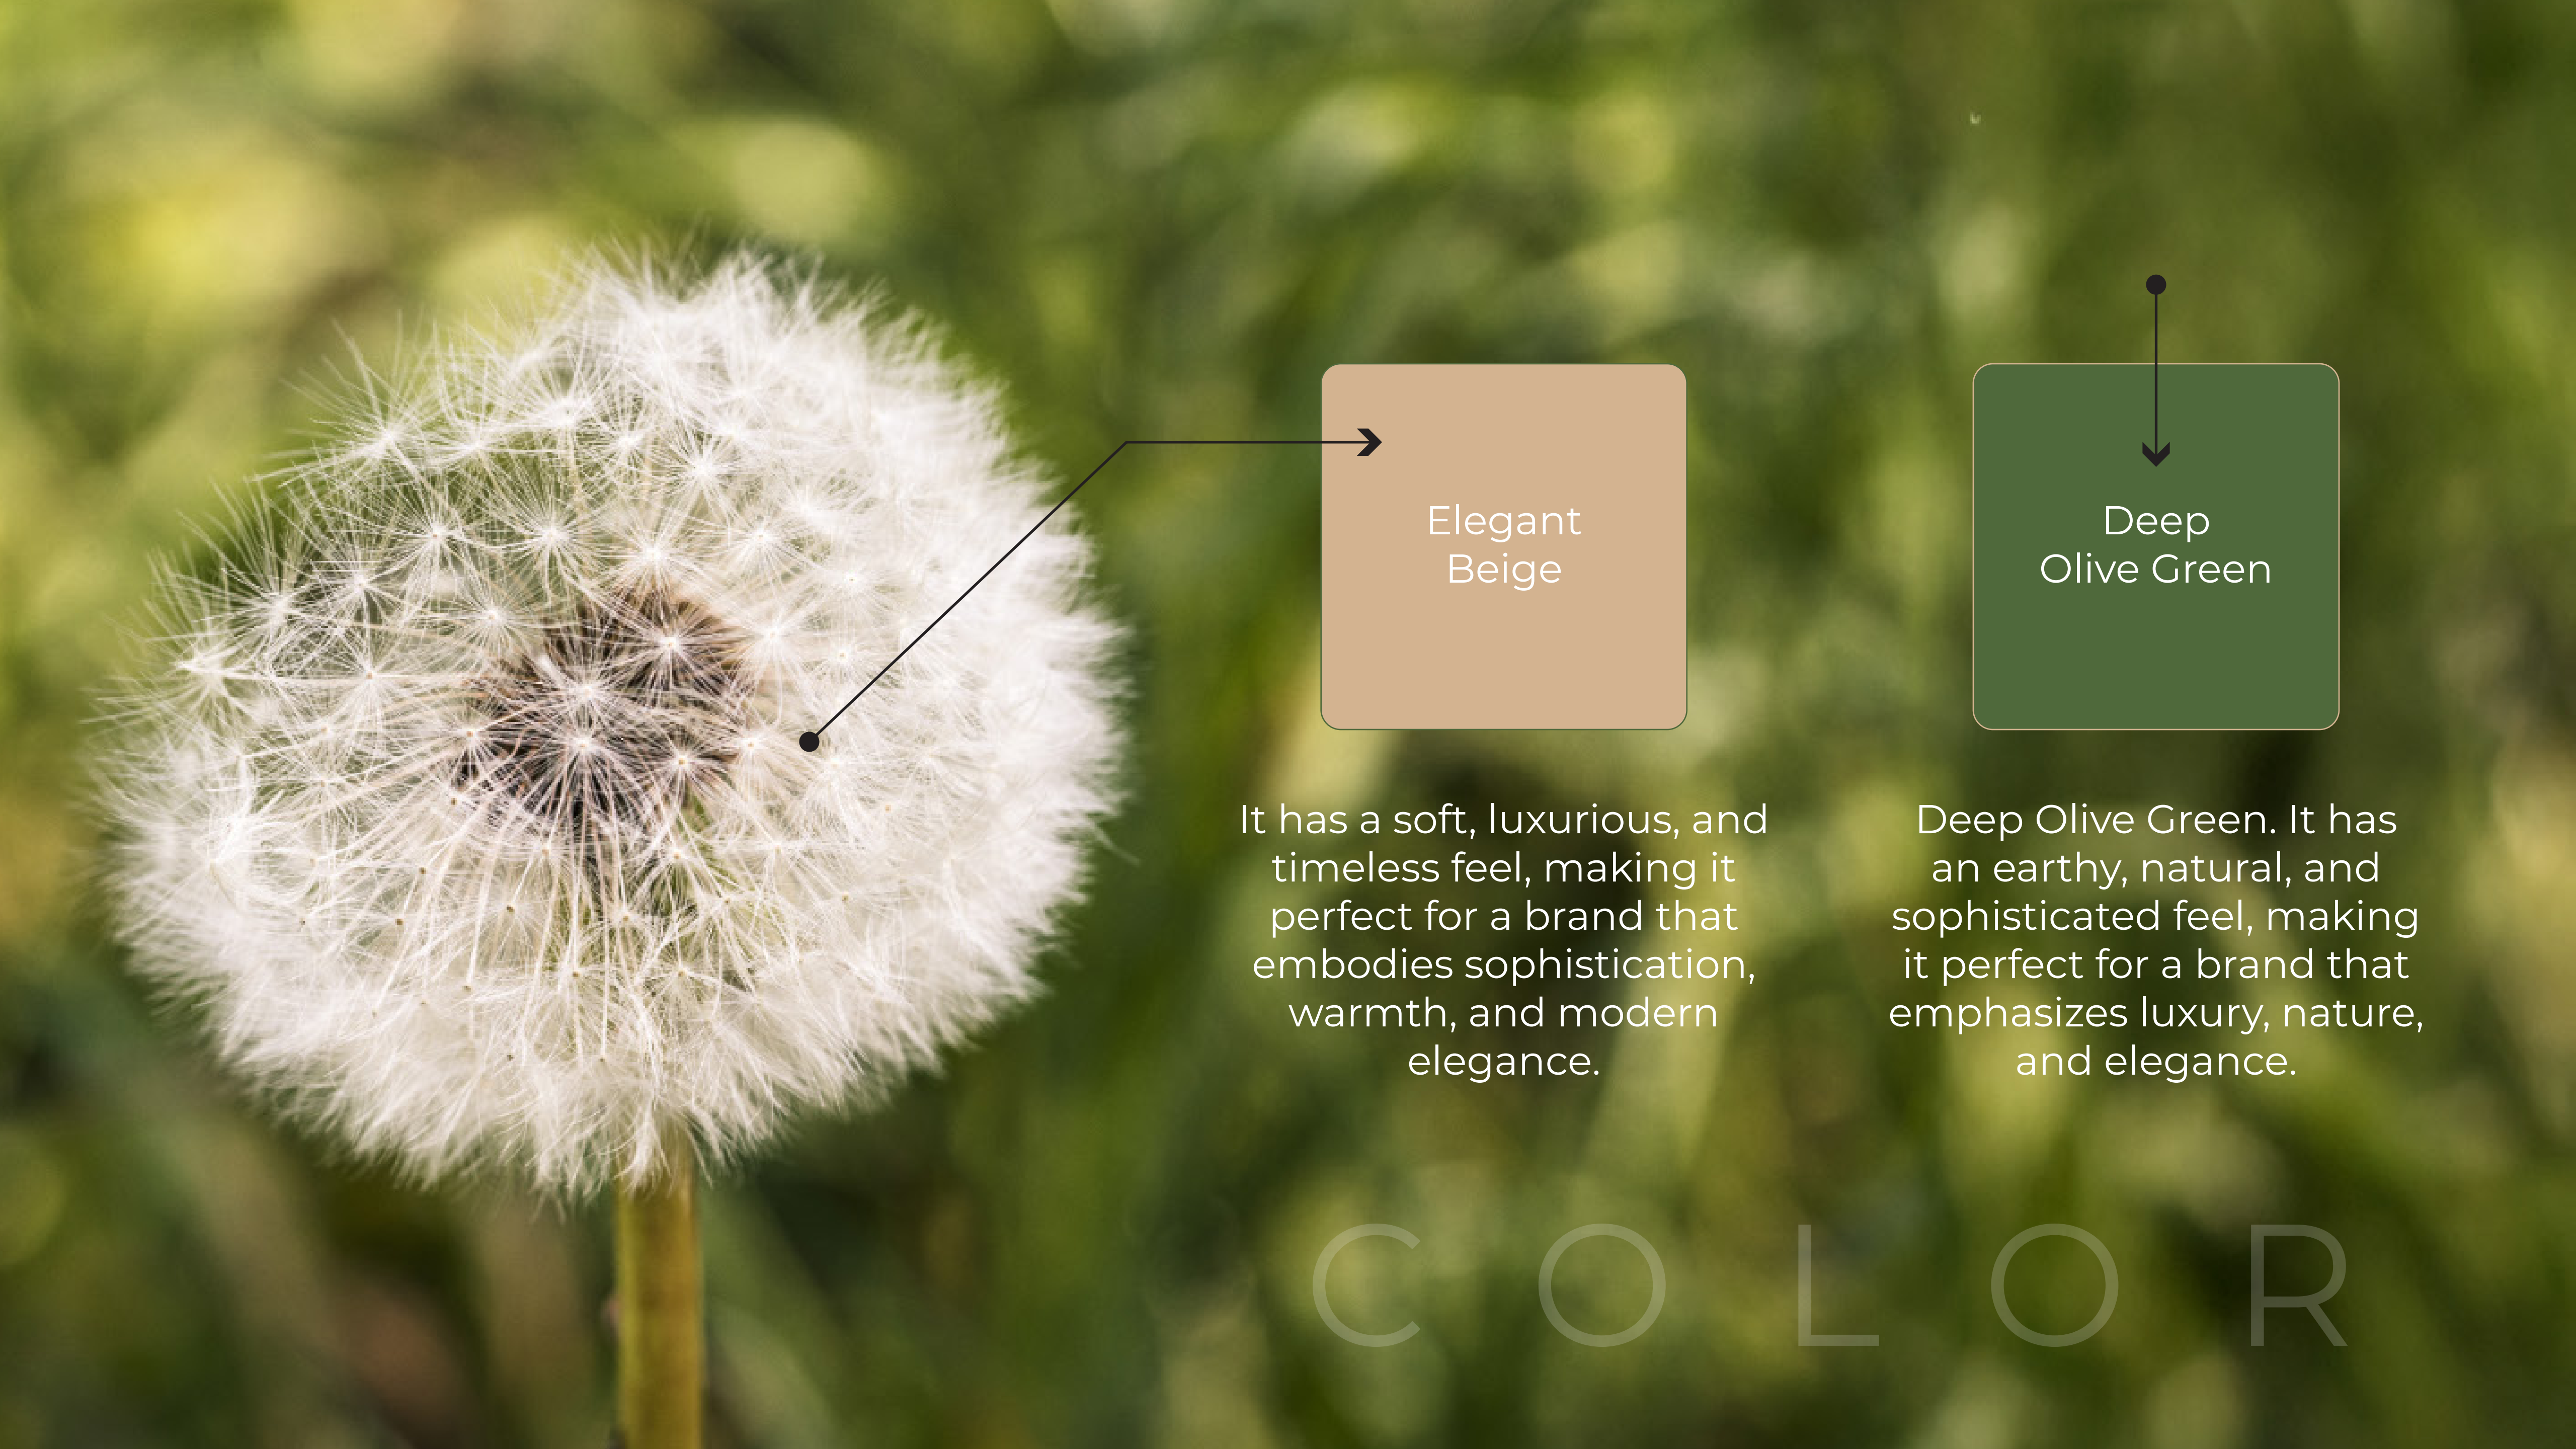 Elegant
Beige
It has a soft, luxurious, and
timeless feel, making it
perfect for a brand that
embodies sophistication,
warmth, and modern
elegance.
Deep
Olive Green
Deep Olive Green. It has
an earthy, natural, and
sophisticated feel, making
it perfect for a brand that
emphasizes luxury, nature,
and elegance.
COLOR